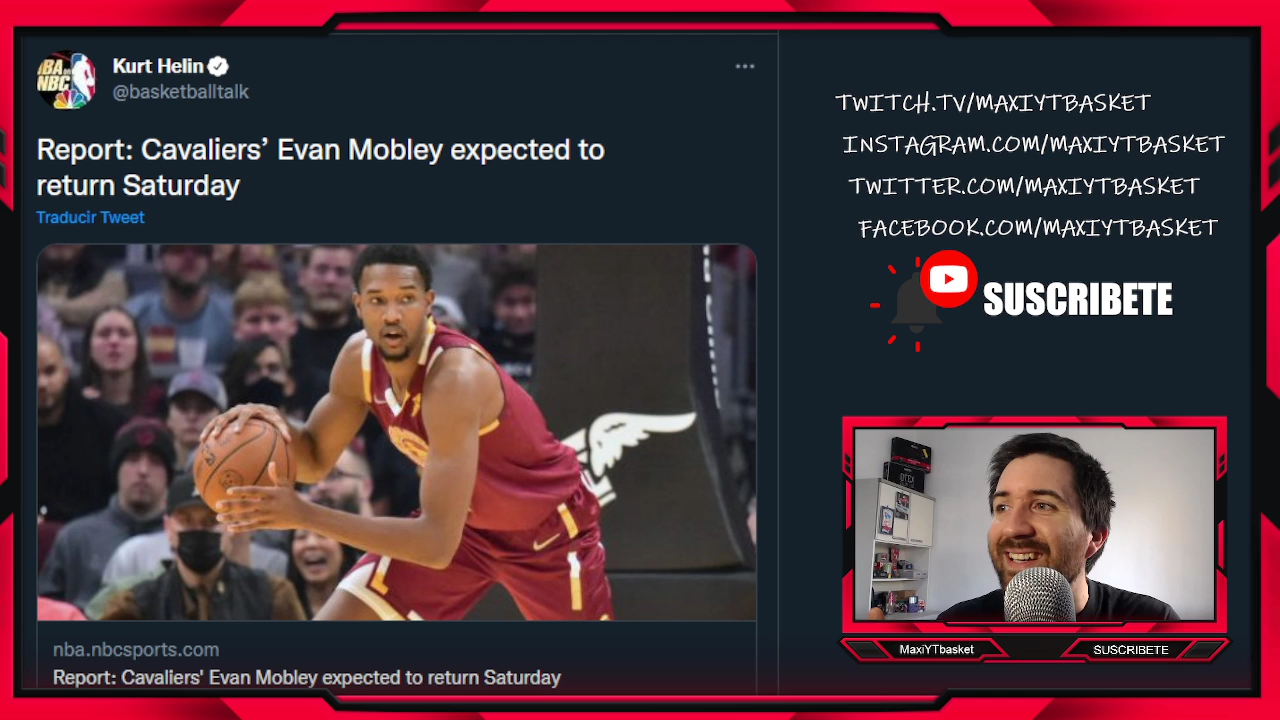 Kurt Helin
@basketballtalk
Report: Cavaliers’ Evan Mobley expected to
return Saturday
Traducir Tweet
nba.nbcsports.com
Report: Cavaliers' Evan Mobley expected to return Saturday
TWITCH.TV/MAXIYTBASKET
INSTAGRAM.COM/MAXIYTBASKET
TWITTER.COM/MAXIYTBASKET
FACEBOOK.COM/MAXIYTBASKET
SUSCRIBETE
MaxiYTbasket
SUSCRIBETE